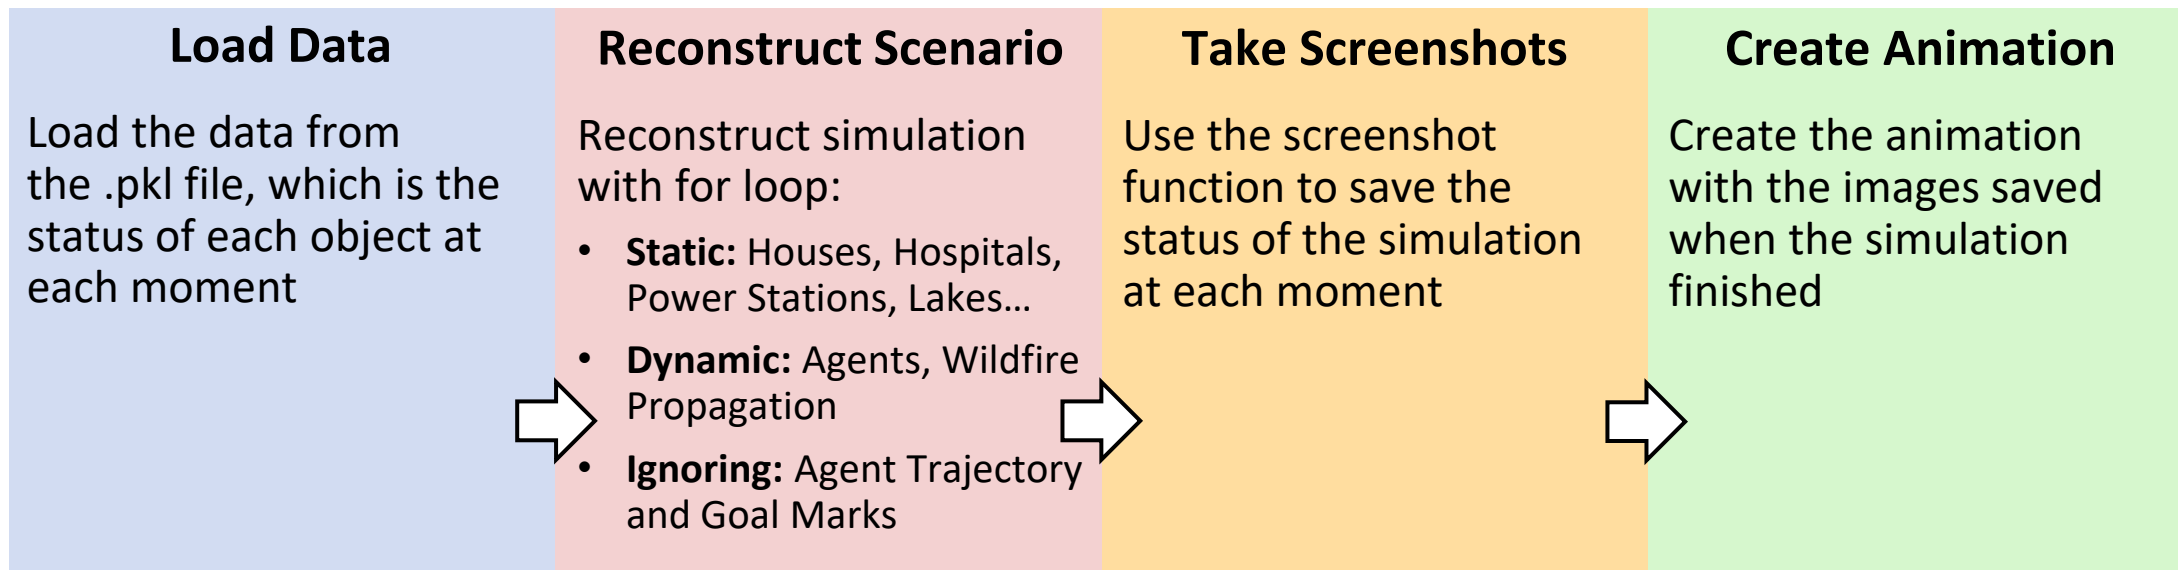 Load Data
Load the data from
the .pkl file, which is the
status of each object at
each moment
Reconstruct Scenario
Reconstruct simulation
with for loop:
• Static: Houses, Hospitals,
Power Stations, Lakes...
• Dynamic: Agents, Wildfire
Propagation
• Ignoring: Agent Trajectory
and Goal Marks
Take Screenshots
Use the screenshot
function to save the
status of the simulation
at each moment
Create Animation
Create the animation
with the images saved
when the simulation
finished